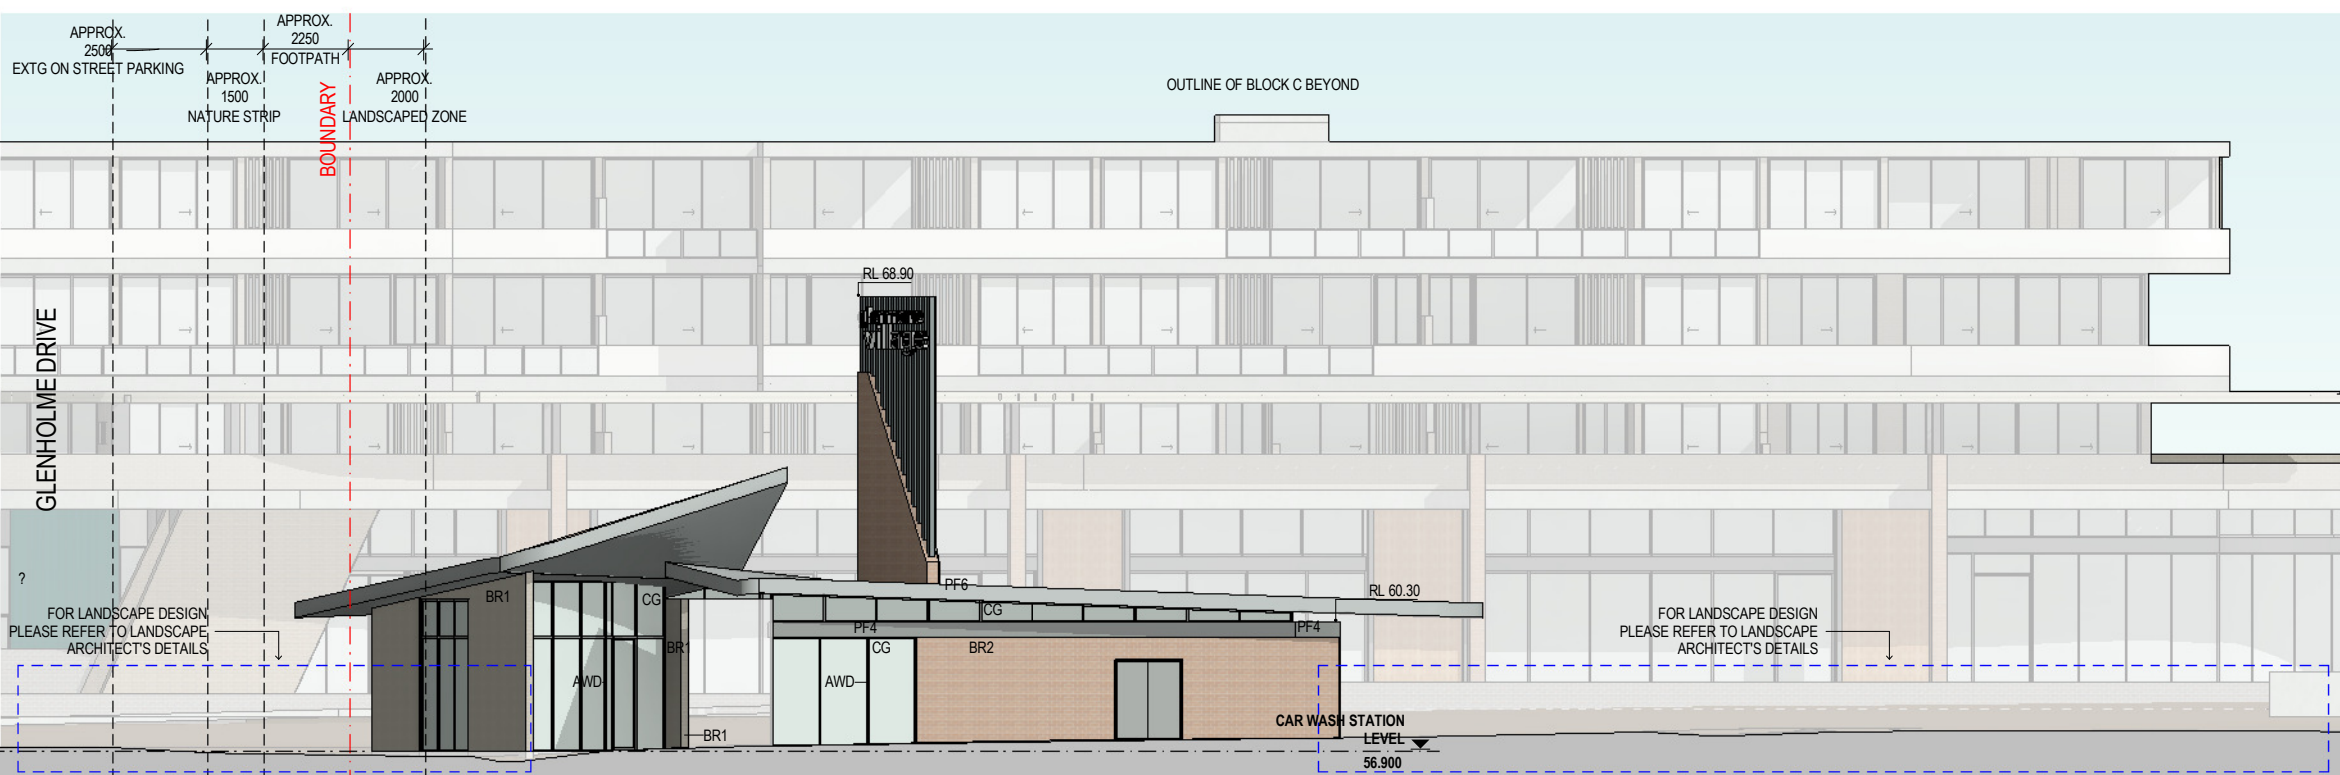 APPROX.
2500
EXTG ON STREET PARKING
APPROX.
1500
NATURE STRIP
APPROX.
2250
FOOTPATH
BOUNDARY
APPROX.
2000
LANDSCAPED ZONE
OUTLINE OF BLOCK C BEYOND
GLENHOLME DRIVE
RL 68.90
village
?
FOR LANDSCAPE DESIGN
PLEASE REFER TO LANDSCAPE
ARCHITECT'S DETAILS
BR1
CG
BR1
AWD
BR1
PF6
CG
PF4
PF4
CG
BR2
AWD
RL 60.30
FOR LANDSCAPE DESIGN
PLEASE REFER TO LANDSCAPE
ARCHITECT'S DETAILS
CAR WASH STATION
LEVEL
56.900